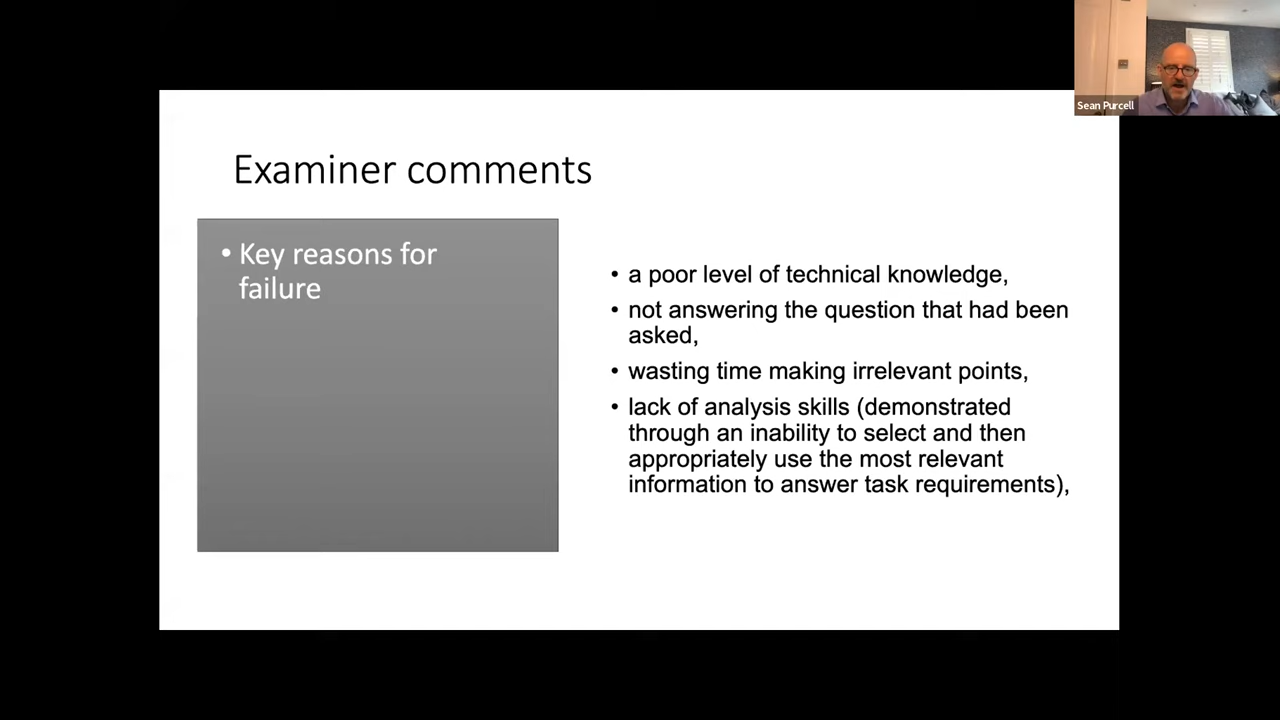 Sean Purcell
Examiner comments
• Key reasons for
failure
• a poor level of technical knowledge,
• not answering the question that had been
asked,
• wasting time making irrelevant points,
• lack of analysis skills (demonstrated
through an inability to select and then
appropriately use the most relevant
information to answer task requirements),